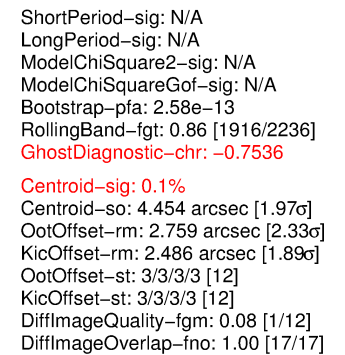 ShortPeriod−sig: N/A
LongPeriod−sig: N/A
ModelChiSquare2−sig: N/A
ModelChiSquareGof−sig: N/A
Bootstrap−pfa: 2.58e−13
RollingBand−fgt: 0.86 [1916/2236]
GhostDiagnostic−chr: −0.7536
Centroid−sig: 0.1%
Centroid−so: 4.454 arcsec [1.97σ]
OotOffset−rm: 2.759 arcsec [2.33σ]
KicOffset−rm: 2.486 arcsec [1.89σ]
OotOffset−st: 3/3/3/3 [12]
KicOffset−st: 3/3/3/3 [12]
DiffImageQuality−fgm: 0.08 [1/12]
DiffImageOverlap−fno: 1.00 [17/17]